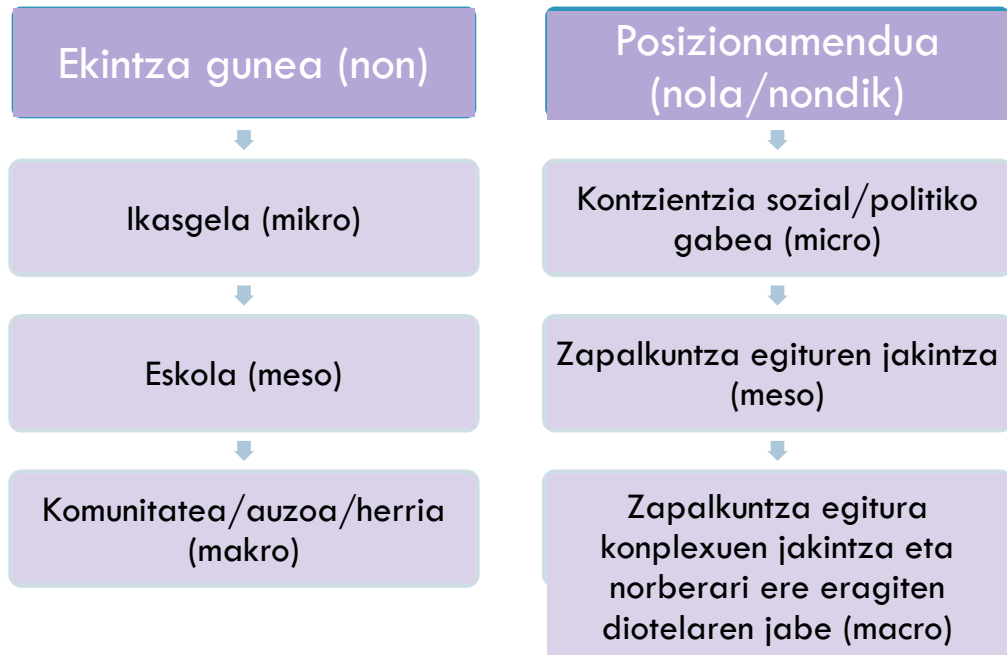 Ekintza gunea (non)
Ikasgela (mikro)
Eskola (meso)
Komunitatea/auzoa/herria
(makro)
Posizionamendua
(nola/nondik)
Kontzientzia sozial/politiko
gabea (micro)
Zapalkuntza egituren jakintza
(meso)
Zapalkuntza egitura
konplexuen jakintza eta
norberari ere eragiten
diotelaren jabe (macro)